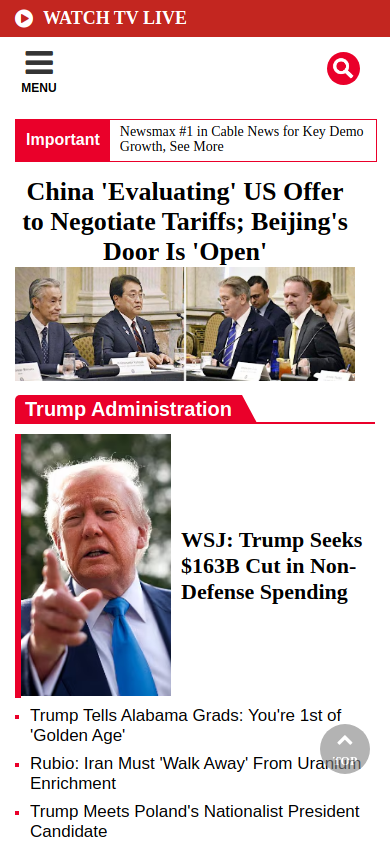 WATCH TV LIVE
MENU
Important
Newsmax #1 in Cable News for Key Demo
Growth, See More
China 'Evaluating' US Offer
to Negotiate Tariffs; Beijing's
Door Is 'Open'
Trump Administration
WSJ: Trump Seeks
$163B Cut in Non-
Defense Spending
Trump Tells Alabama Grads: You're 1st of
'Golden Age'
Rubio: Iran Must 'Walk Away' From Uranium
Enrichment
TOP
Trump Meets Poland's Nationalist President
Candidate